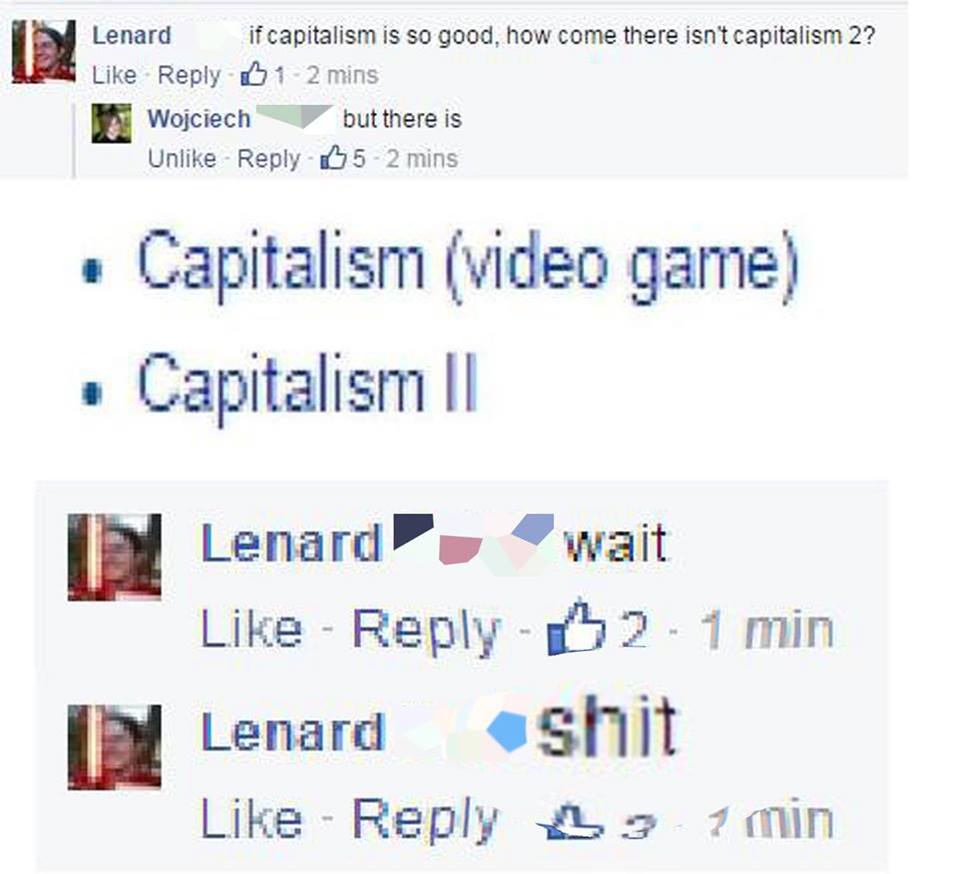 Lenard if capitalism is so good, how come there isn't capitalism 2?
Like · Reply · 1 · 2 mins
Wojciech but there is
Unlike · Reply · 5 · 2 mins
• Capitalism (video game)
• Capitalism II
Lenard wait
Like · Reply · 2 · 1 min
Lenard shit
Like · Reply · min